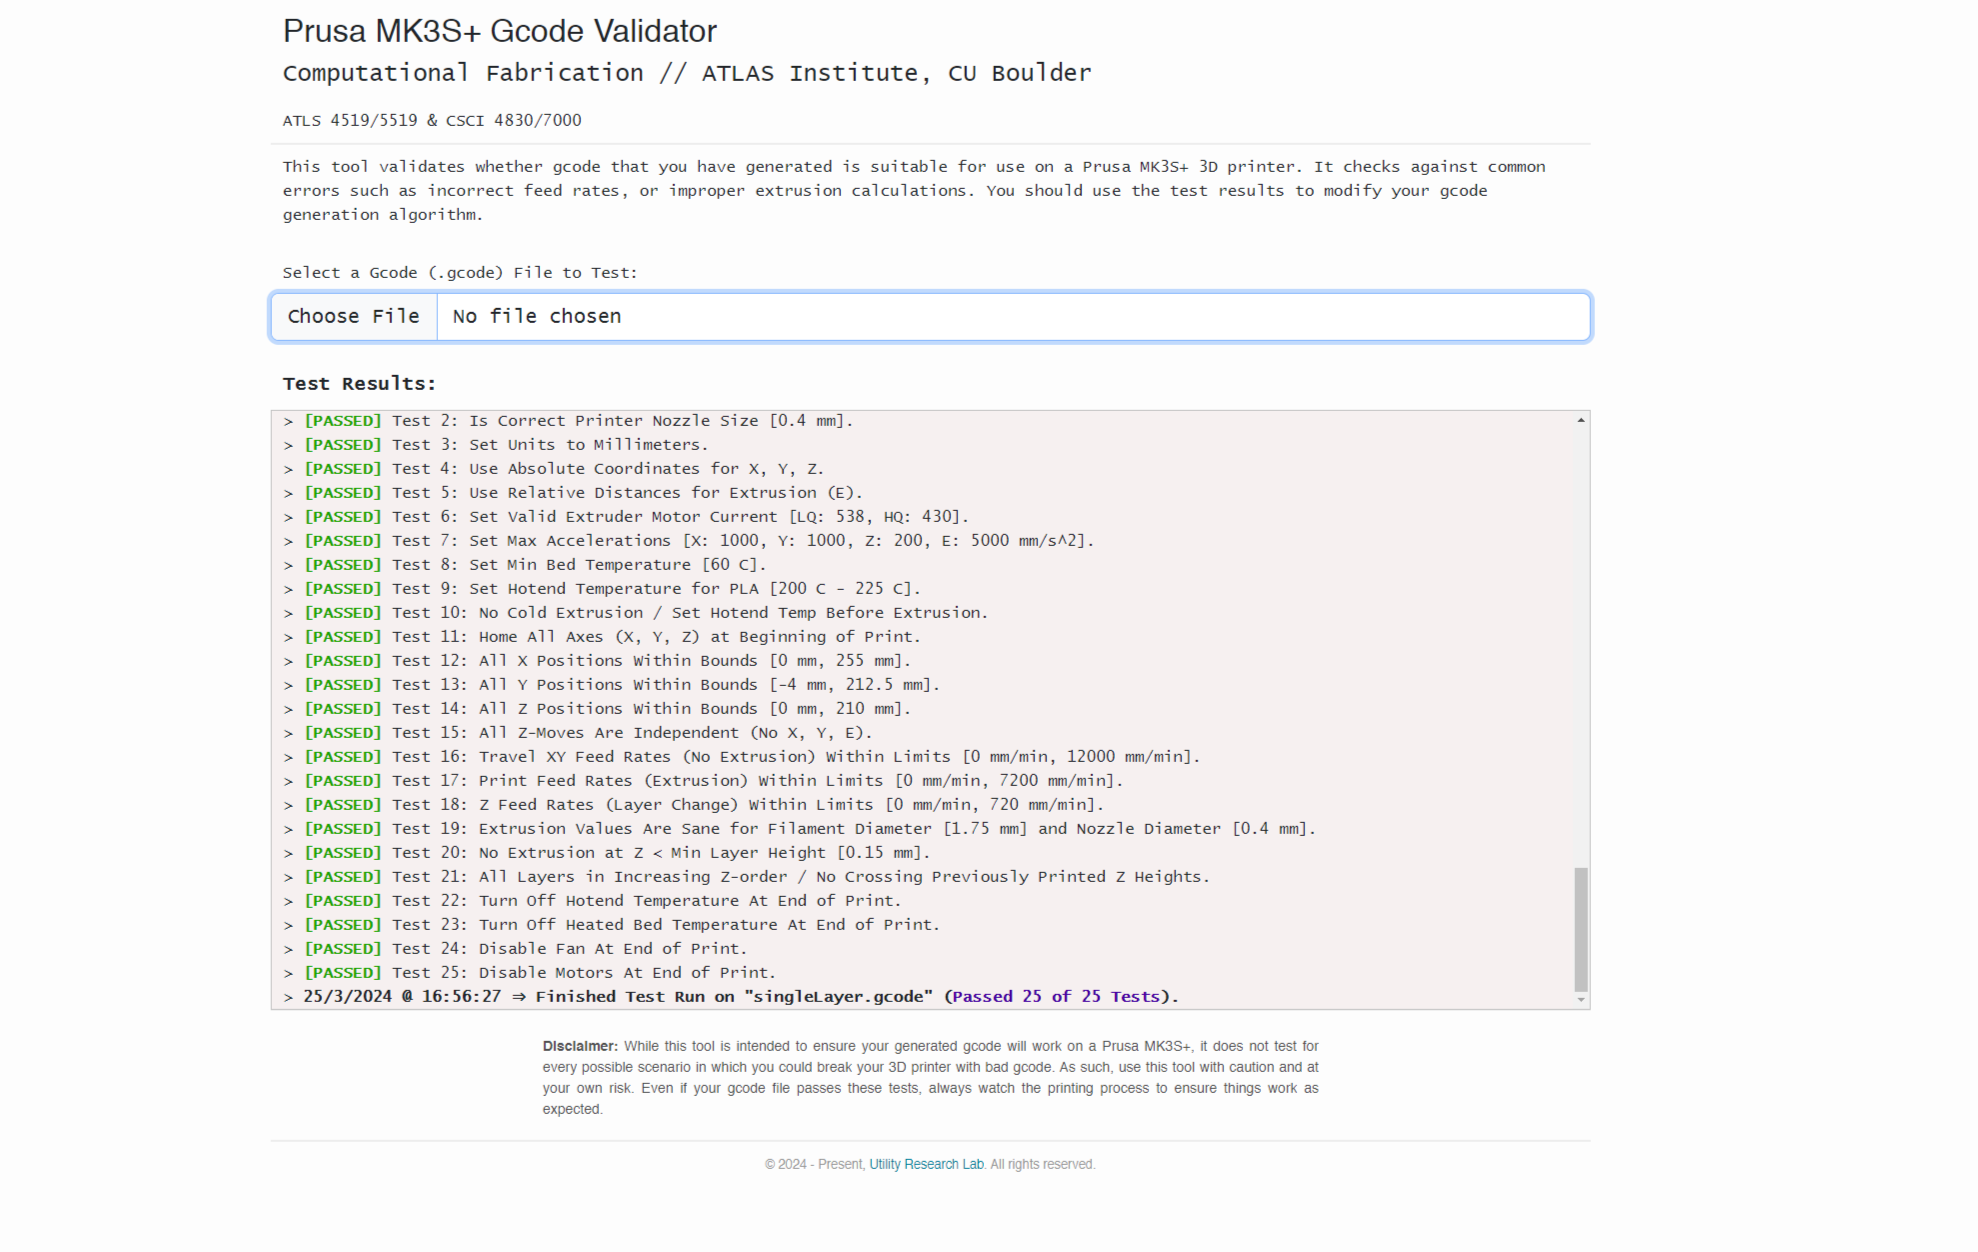 Prusa MK3S+ Gcode Validator
Computational Fabrication // ATLAS Institute, CU Boulder
ATLS 4519/5519 & CSCI 4830/7000
This tool validates whether gcode that you have generated is suitable for use on a Prusa MK3S+ 3D printer. It checks against common
errors such as incorrect feed rates, or improper extrusion calculations. You should use the test results to modify your gcode
generation algorithm.
Select a Gcode (.gcode) File to Test:
Choose File No file chosen
Test Results:
> [PASSED] Test 2: Is Correct Printer Nozzle Size [0.4 mm].
> [PASSED] Test 3: Set Units to Millimeters.
> [PASSED] Test 4: Use Absolute Coordinates for X, Y, Z.
> [PASSED] Test 5: Use Relative Distances for Extrusion (E).
> [PASSED] Test 6: Set Valid Extruder Motor Current [LQ: 538, HQ: 430].
> [PASSED] Test 7: Set Max Accelerations [X: 1000, Y: 1000, Z: 200, E: 5000 mm/s^2].
> [PASSED] Test 8: Set Min Bed Temperature [60 C].
> [PASSED] Test 9: Set Hotend Temperature for PLA [200 C - 225 C].
> [PASSED] Test 10: No Cold Extrusion / Set Hotend Temp Before Extrusion.
> [PASSED] Test 11: Home All Axes (X, Y, Z) at Beginning of Print.
> [PASSED] Test 12: All X Positions Within Bounds [0 mm, 255 mm].
> [PASSED] Test 13: All Y Positions Within Bounds [-4 mm, 212.5 mm].
> [PASSED] Test 14: All Z Positions Within Bounds [0 mm, 210 mm].
> [PASSED] Test 15: All Z-Moves Are Independent (No X, Y, E).
> [PASSED] Test 16: Travel XY Feed Rates (No Extrusion) Within Limits [0 mm/min, 12000 mm/min].
> [PASSED] Test 17: Print Feed Rates (Extrusion) Within Limits [0 mm/min, 7200 mm/min].
> [PASSED] Test 18: Z Feed Rates (Layer Change) Within Limits [0 mm/min, 720 mm/min].
> [PASSED] Test 19: Extrusion Values Are Sane for Filament Diameter [1.75 mm] and Nozzle Diameter [0.4 mm].
> [PASSED] Test 20: No Extrusion at Z < Min Layer Height [0.15 mm].
> [PASSED] Test 21: All Layers in Increasing Z-order / No Crossing Previously Printed Z Heights.
> [PASSED] Test 22: Turn Off Hotend Temperature At End of Print.
> [PASSED] Test 23: Turn Off Heated Bed Temperature At End of Print.
> [PASSED] Test 24: Disable Fan At End of Print.
> [PASSED] Test 25: Disable Motors At End of Print.
> 25/3/2024 @ 16:56:27 ⇒ Finished Test Run on "singleLayer.gcode" (Passed 25 of 25 Tests).
Disclaimer: While this tool is intended to ensure your generated gcode will work on a Prusa MK3S+, it does not test for
every possible scenario in which you could break your 3D printer with bad gcode. As such, use this tool with caution and at
your own risk. Even if your gcode file passes these tests, always watch the printing process to ensure things work as
expected.
© 2024 - Present, Utility Research Lab. All rights reserved.